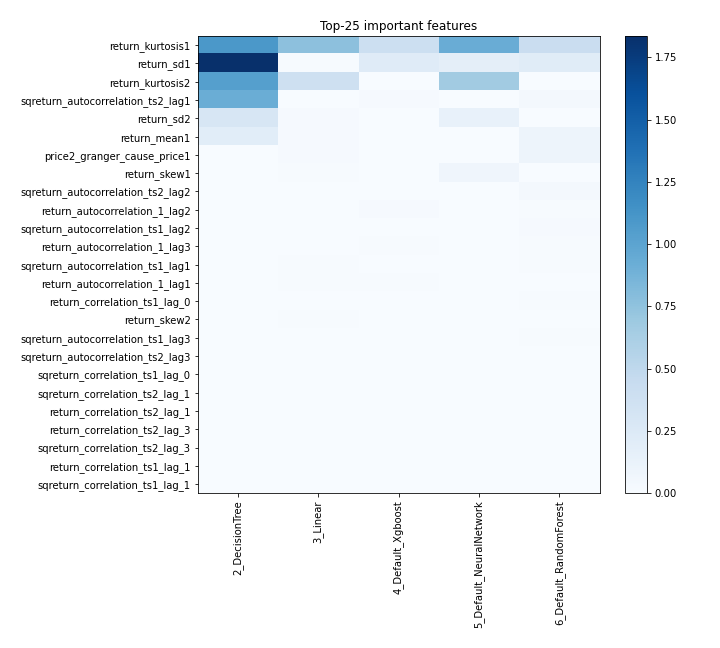 Top-25 important features
return_kurtosis1
return_sd1
return_kurtosis2
sqreturn_autocorrelation_ts2_lag1
return_sd2
return_mean1
price2_granger_cause_price1
return_skew1
sqreturn_autocorrelation_ts2_lag2
return_autocorrelation_1_lag2
sqreturn_autocorrelation_ts1_lag2
return_autocorrelation_1_lag3
sqreturn_autocorrelation_ts1_lag1
return_autocorrelation_1_lag1
return_correlation_ts1_lag_0
return_skew2
sqreturn_autocorrelation_ts1_lag3
sqreturn_autocorrelation_ts2_lag3
sqreturn_correlation_ts1_lag_0
sqreturn_correlation_ts2_lag_1
return_correlation_ts2_lag_1
return_correlation_ts2_lag_3
sqreturn_correlation_ts2_lag_3
return_correlation_ts1_lag_1
sqreturn_correlation_ts1_lag_1
2_DecisionTree
3_Linear
4_Default_Xgboost
5_Default_NeuralNetwork
6_Default_RandomForest
1.75
1.50
1.25
1.00
0.75
0.50
0.25
0.00